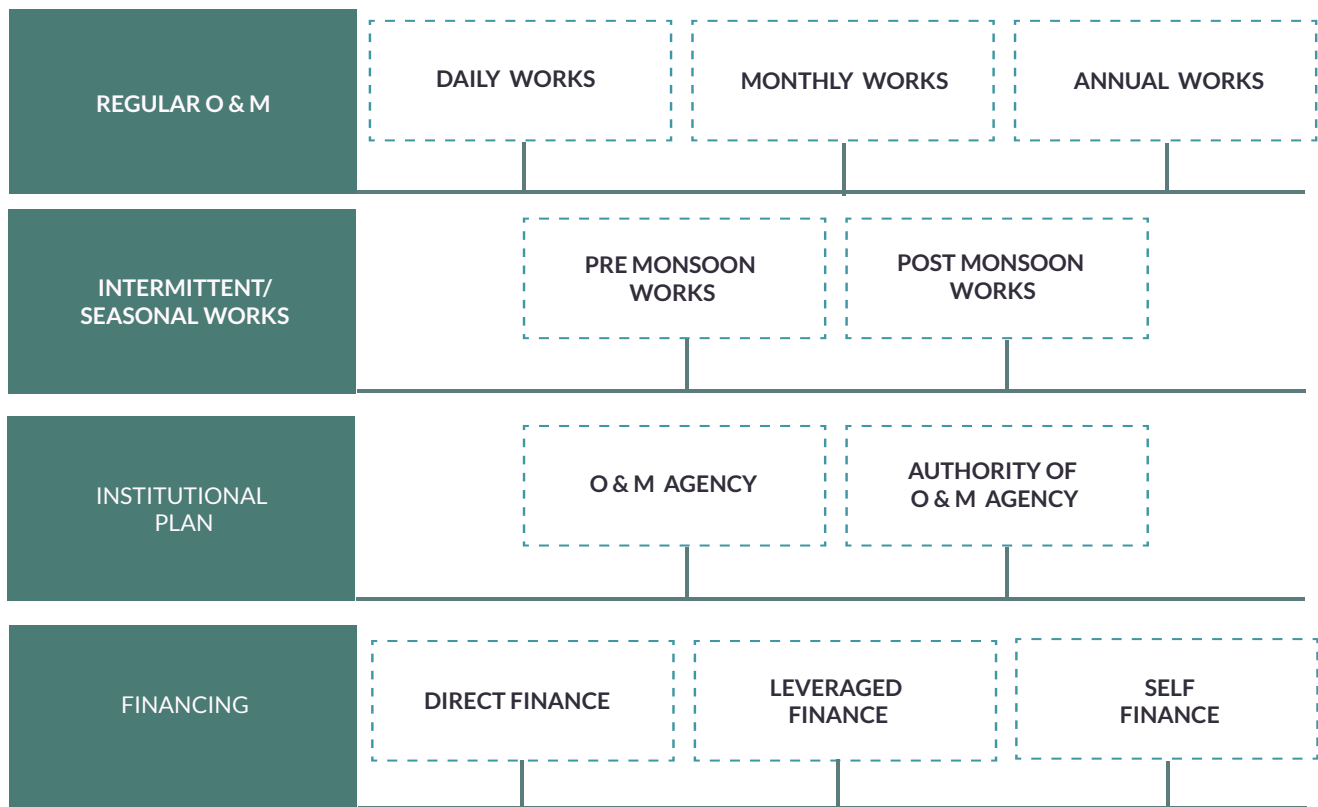 REGULAR O & M
DAILY WORKS
MONTHLY WORKS
ANNUAL WORKS
INTERMITTENT/
SEASONAL WORKS
PRE MONSOON
WORKS
POST MONSOON
WORKS
INSTITUTIONAL
PLAN
O & M AGENCY
AUTHORITY OF
O & M AGENCY
FINANCING
DIRECT FINANCE
LEVERAGED
FINANCE
SELF
FINANCE